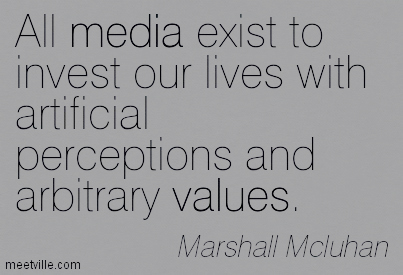 All media exist to
invest our lives with
artificial
perceptions and
arbitrary values.
Marshall Mcluhan
meetville.com